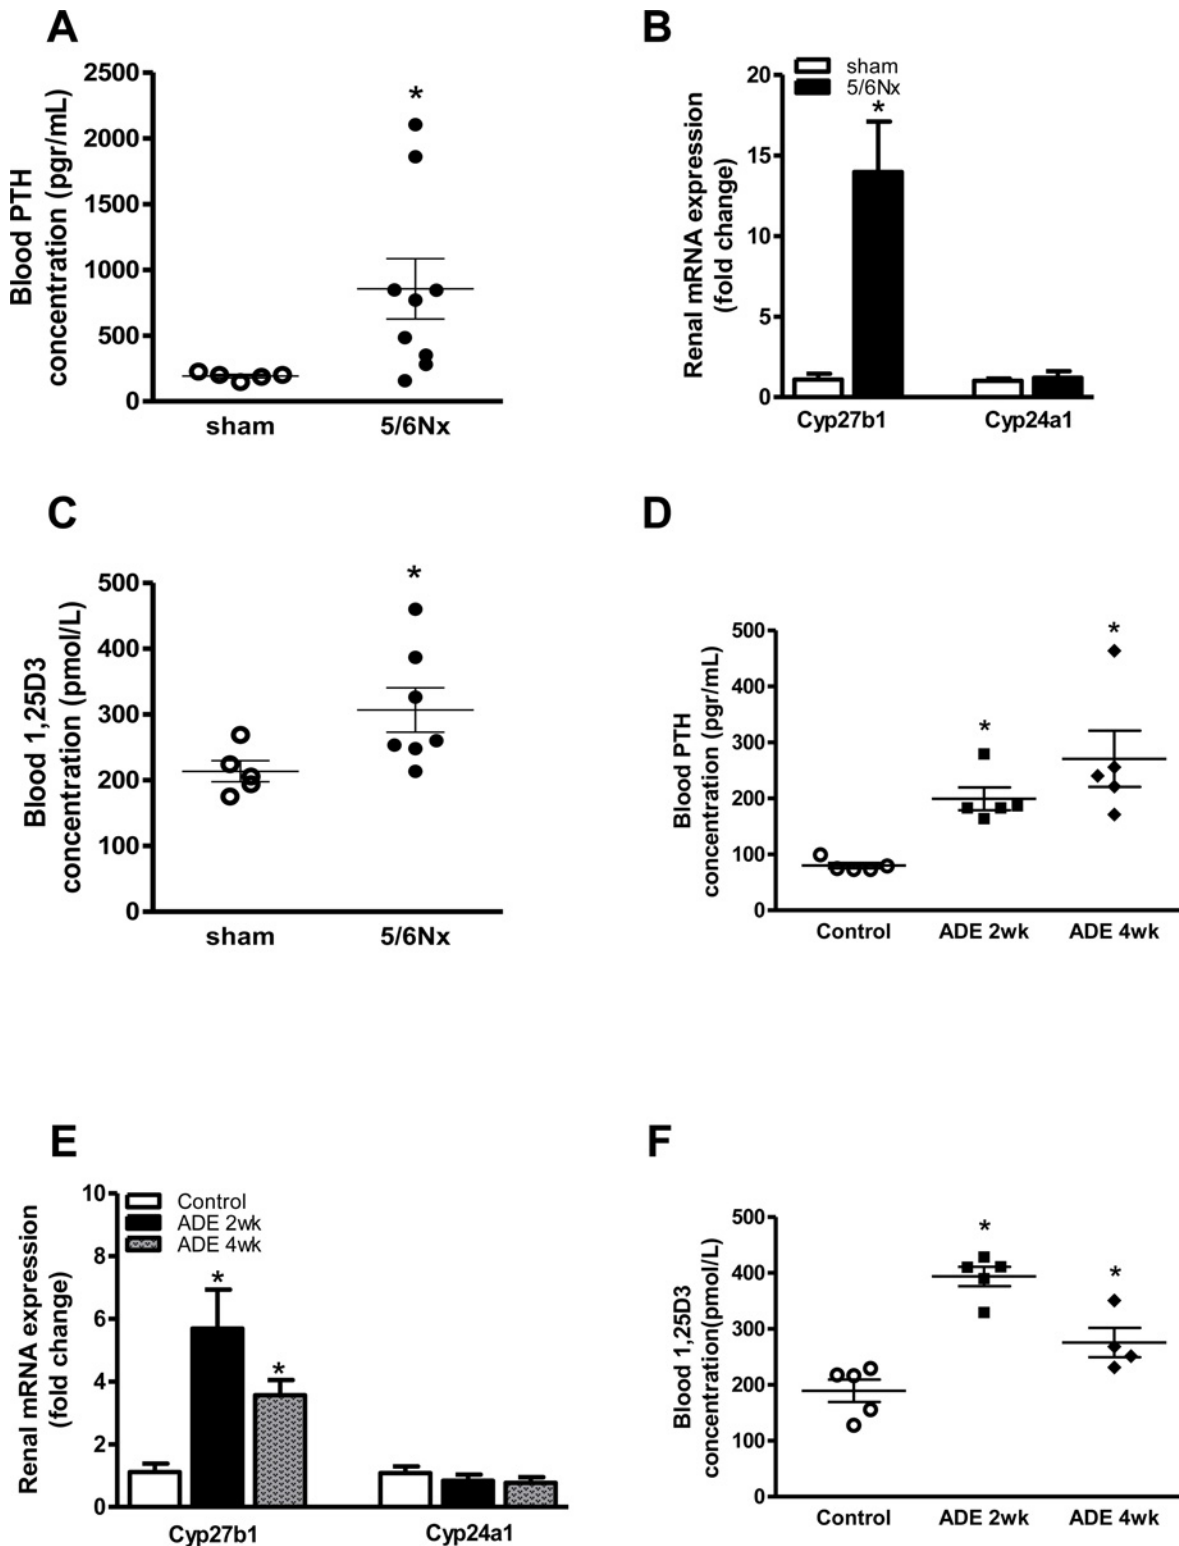 A
Blood PTH
concentration (pgr/mL)
2500
2000
1500
1000
500
0
*
sham
5/6Nx
B
Renal mRNA expression
(fold change)
20
15
10
5
0
sham
5/6Nx
*
Cyp27b1
Cyp24a1
C
Blood 1,25D3
concentration (pmol/L)
500
400
300
200
100
0
*
sham
5/6Nx
D
Blood PTH
concentration (pgr/mL)
500
400
300
200
100
0
*
*
Control
ADE 2wk
ADE 4wk
E
Renal mRNA expression
(fold change)
10
8
6
4
2
0
Control
ADE 2wk
ADE 4wk
*
*
Cyp27b1
Cyp24a1
F
Blood 1,25D3
concentration(pmol/L)
500
400
300
200
100
0
*
*
Control
ADE 2wk
ADE 4wk